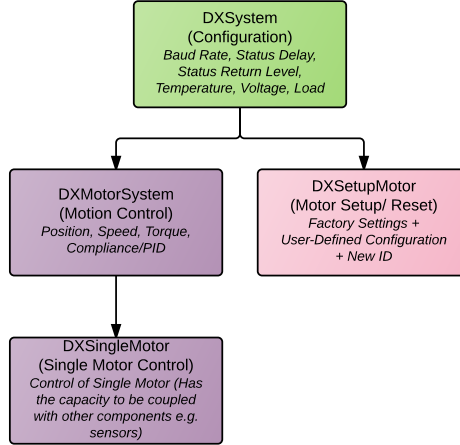 DXSystem
(Configuration)
Baud Rate, Status Delay,
Status Return Level,
Temperature, Voltage, Load
DXMotorSystem
(Motion Control)
Position, Speed, Torque,
Compliance/PID
DXSetupMotor
(Motor Setup/ Reset)
Factory Settings +
User-Defined Configuration
+ New ID
DXSingleMotor
(Single Motor Control)
Control of Single Motor (Has
the capacity to be coupled
with other components e.g.
sensors)